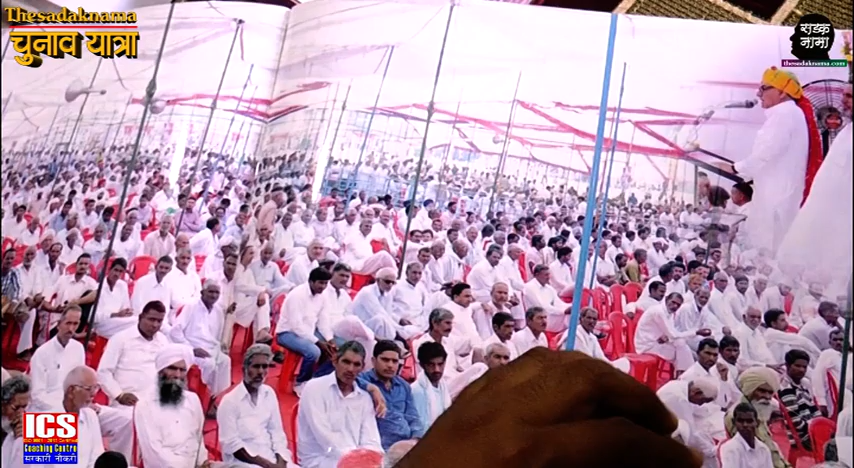 Thesadaknama
चुनाव यात्रा
सड़क
नामा
thesadaknama.com
ICS
Coaching Centre
सरकारी नौकरी